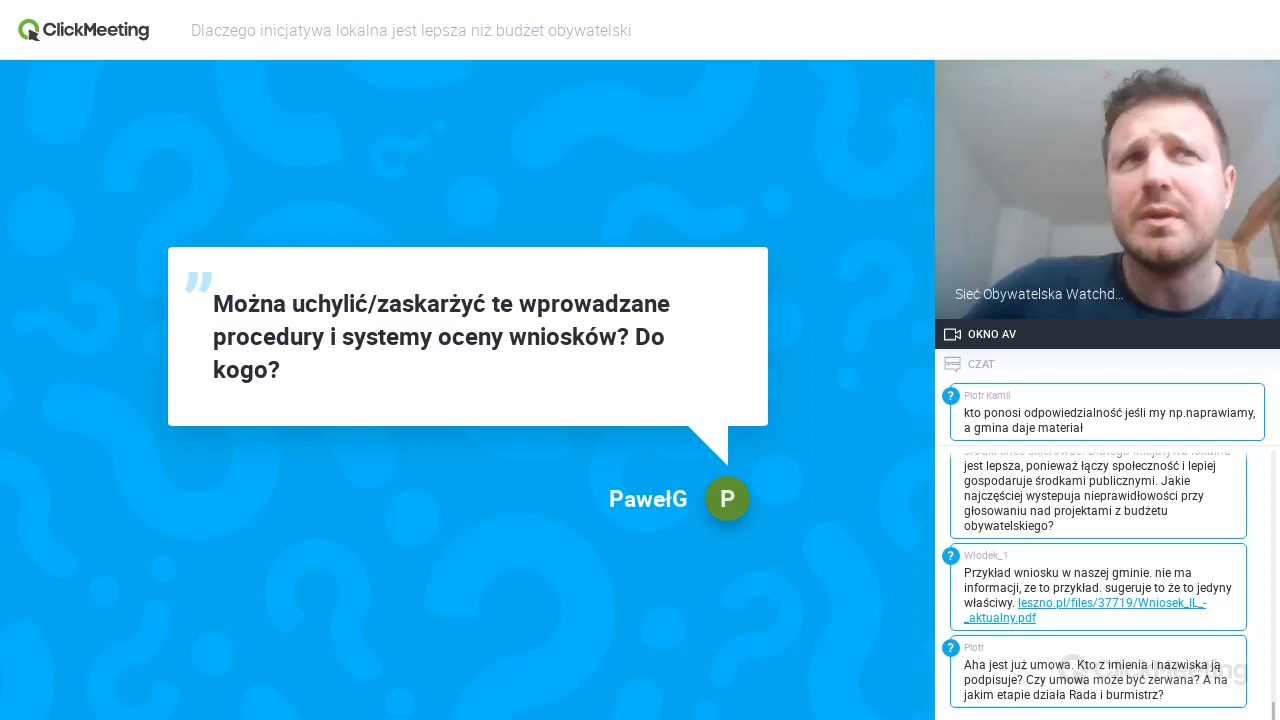 ClickMeeting
Dlaczego inicjatywa lokalna jest lepsza niż budżet obywatelski
Można uchylić/zaskarżyć te wprowadzane
procedury i systemy oceny wniosków? Do
kogo?
PawełG
P
Sieć Obywatelska Watchd...
OKNO AV
CZAT
?
Piotr Kamil
kto ponosi odpowiedzialność jeśli my np.naprawiamy,
a gmina daje materiał
jest lepsza, ponieważ łączy społeczność i lepiej
gospodaruje środkami publicznymi. Jakie
najczęściej wystepuja nieprawidłowości przy
głosowaniu nad projektami z budżetu
obywatelskiego?
?
Włodek_1
Przykład wniosku w naszej gminie. nie ma
informacji, ze to przykład. sugeruje to że to jedyny
właściwy. leszno.pl/files/37719/Wniosek_IL_-
_aktualny.pdf
?
Piotr
Aha jest już umowa. Kto z imienia i nazwiska ją
podpisuje? Czy umowa może być zerwana? A na
jakim etapie działa Rada i burmistrz?
ClickMeeting